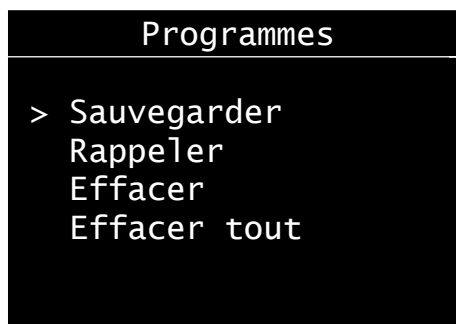 Programmes
> Sauvegarder
Rappeler
Effacer
Effacer tout